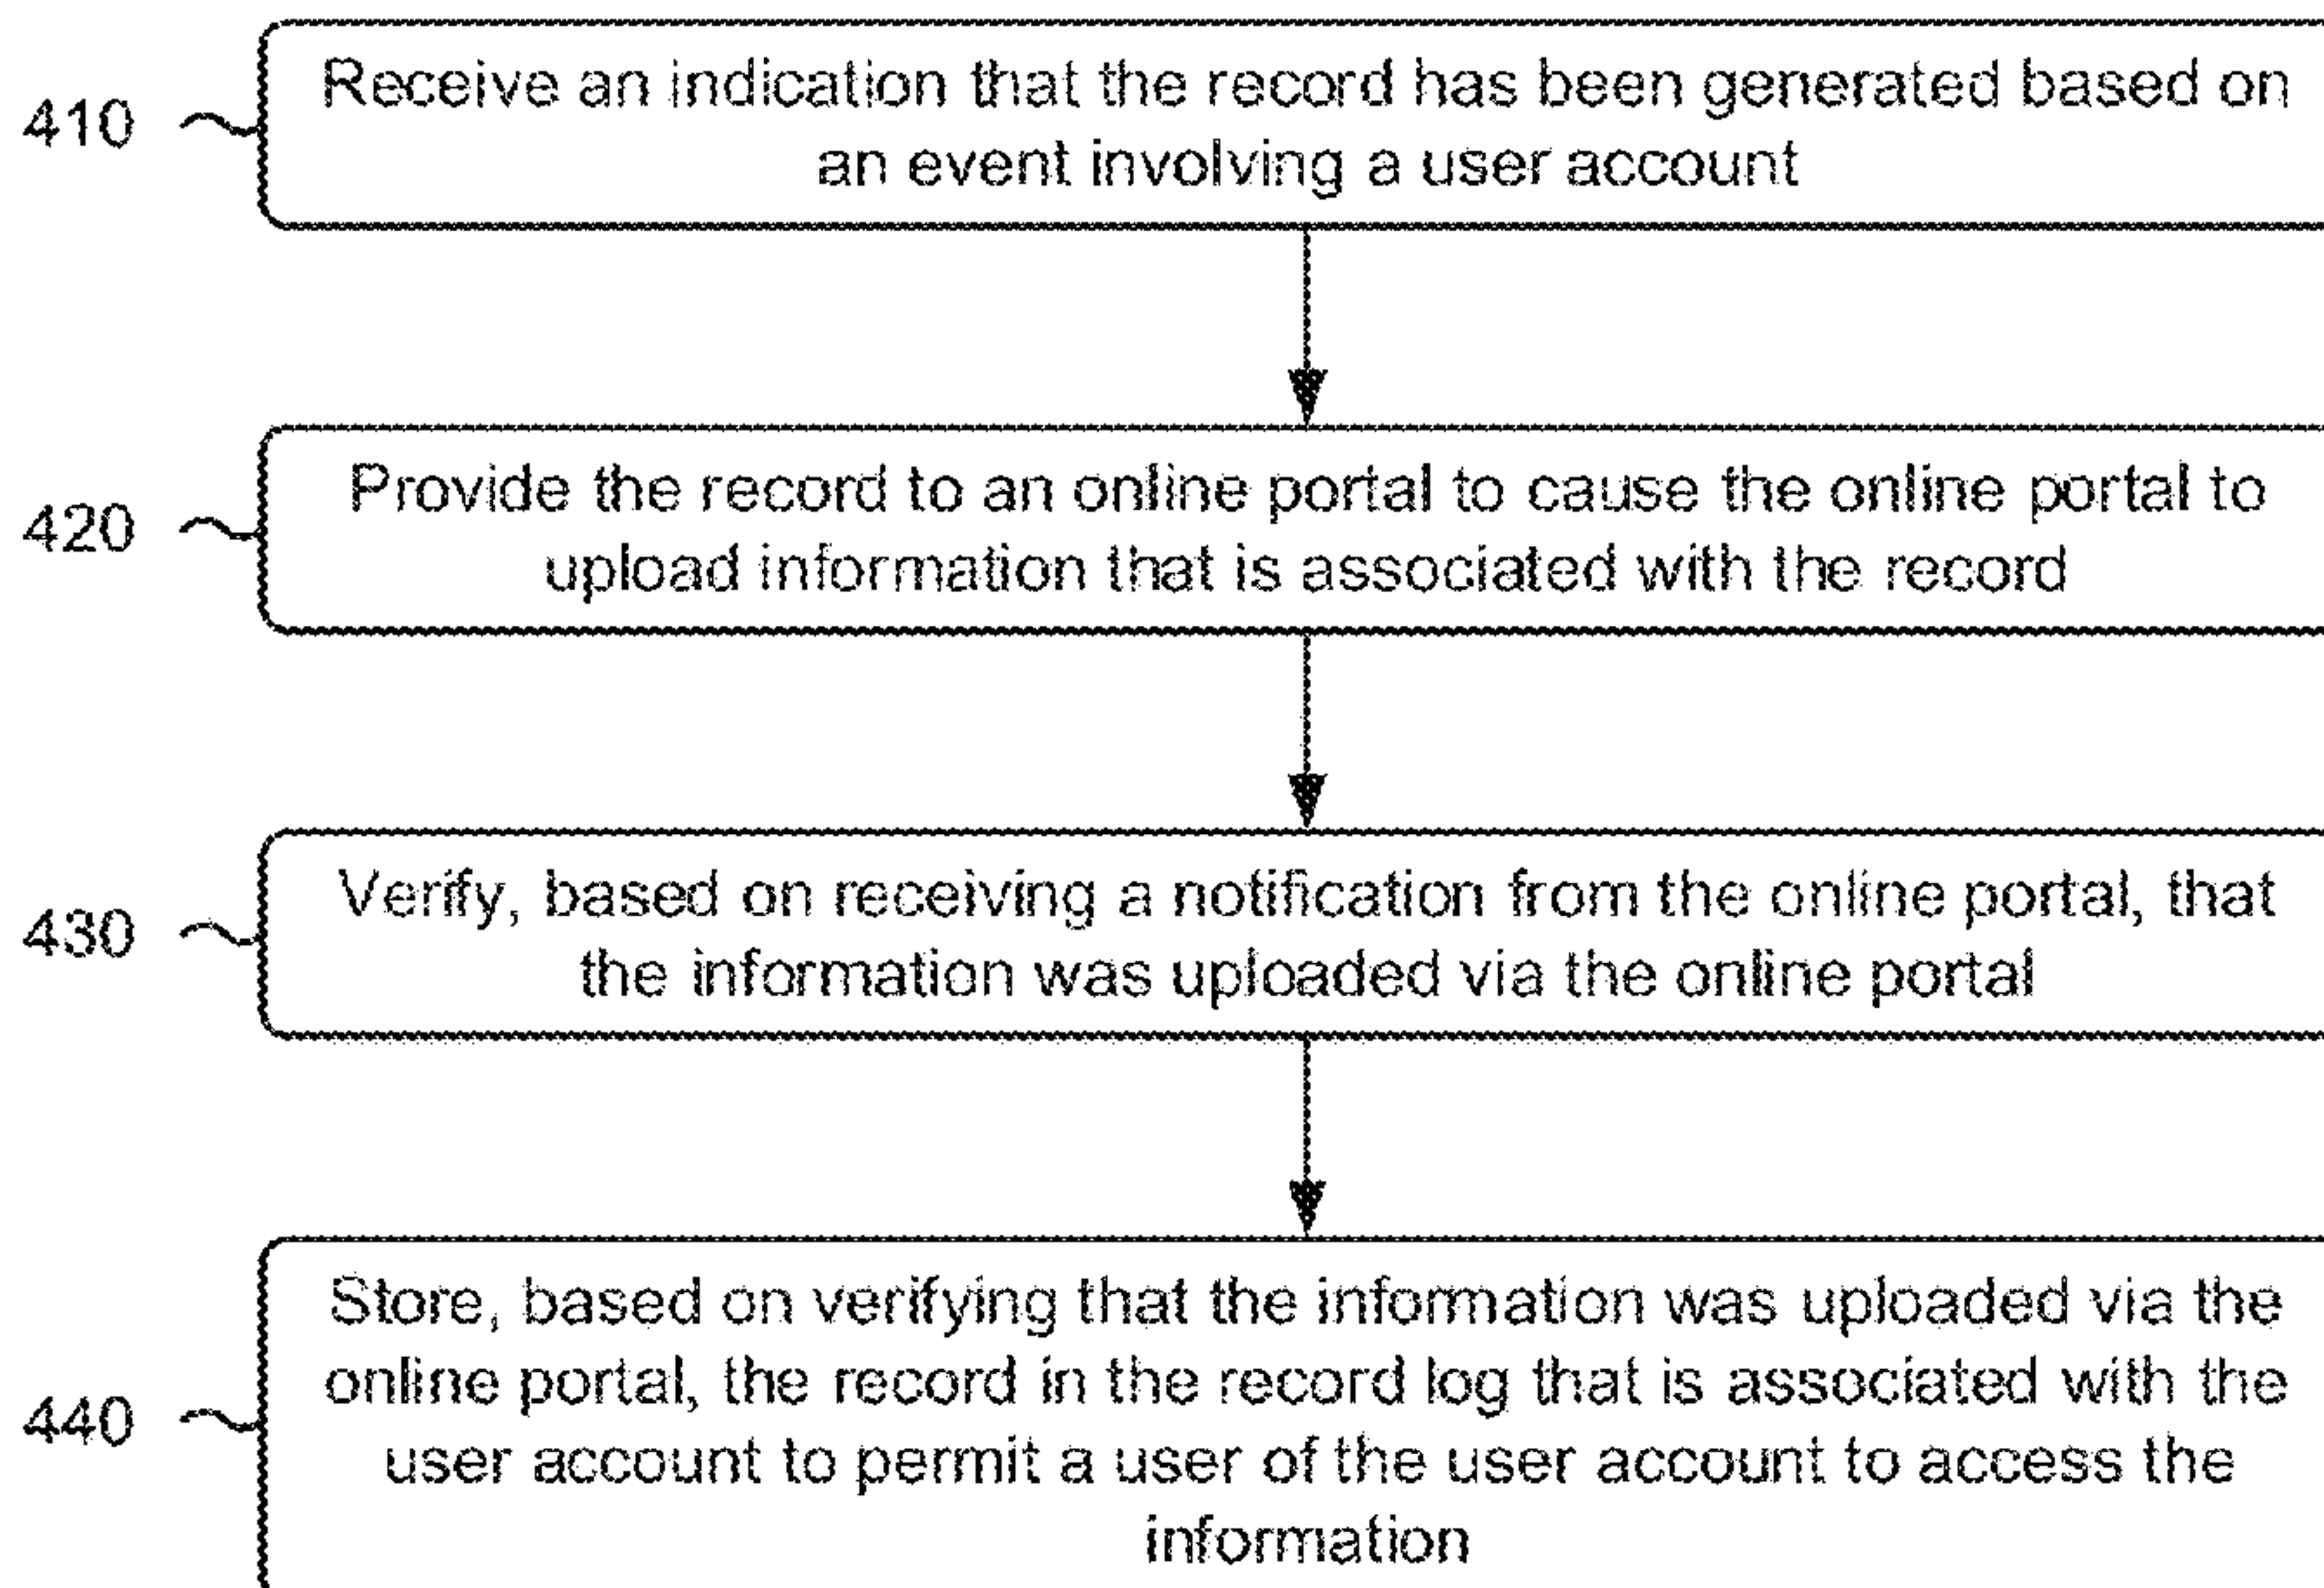 410
Receive an indication that the record has been generated based on
an event involving a user account
420
Provide the record to an online portal to cause the online portal to
upload information that is associated with the record
430
Verify, based on receiving a notification from the online portal, that
the information was uploaded via the online portal
440
Store, based on verifying that the information was uploaded via the
online portal, the record in the record log that is associated with the
user account to permit a user of the user account to access the
information